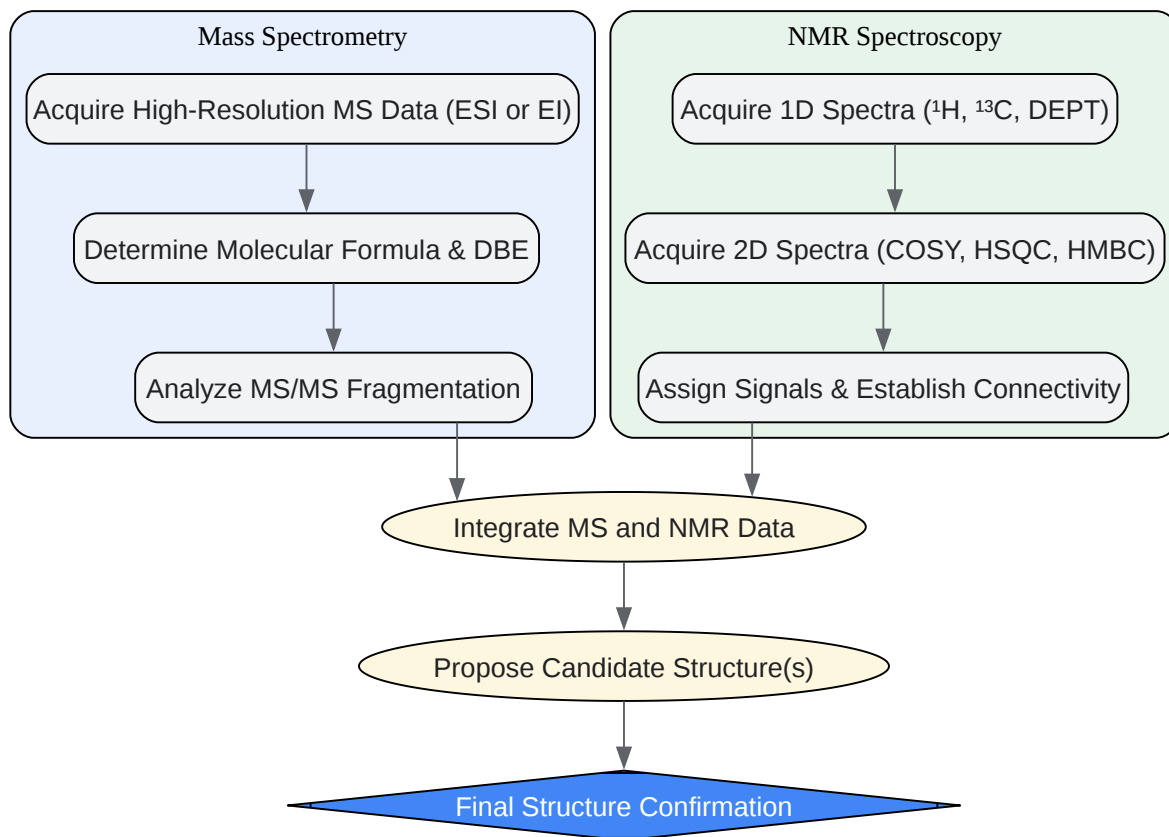 Mass Spectrometry
Acquire High-Resolution MS Data (ESI or EI)
Determine Molecular Formula & DBE
Analyze MS/MS Fragmentation
NMR Spectroscopy
Acquire 1D Spectra (¹H, ¹³C, DEPT)
Acquire 2D Spectra (COSY, HSQC, HMBC)
Assign Signals & Establish Connectivity
Integrate MS and NMR Data
Propose Candidate Structure(s)
Final Structure Confirmation